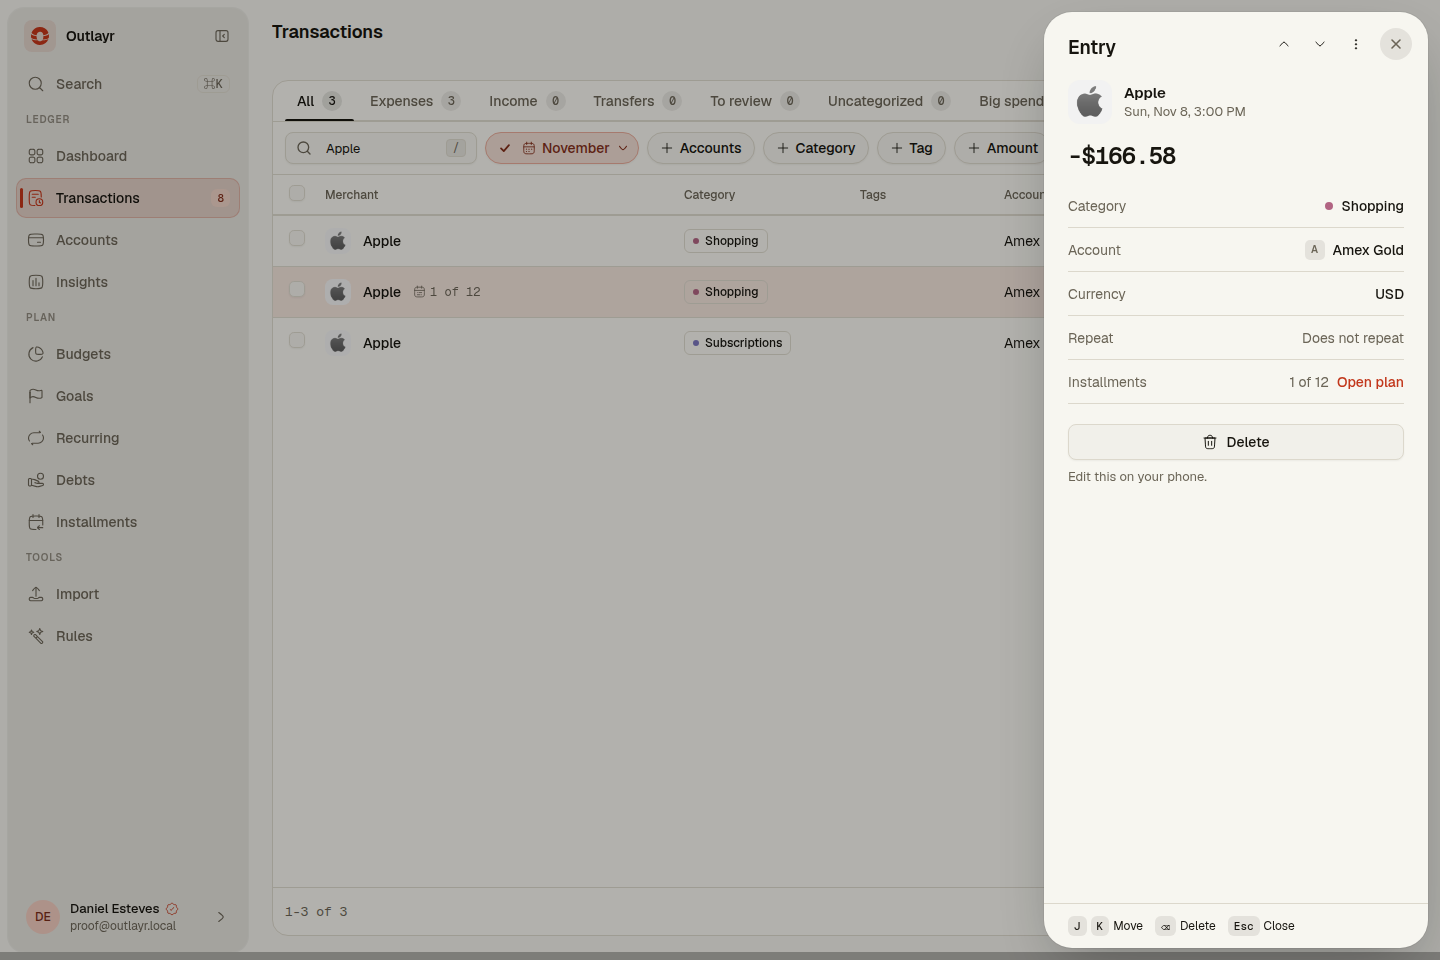 Outlayr
Search ⌘K
LEDGER
Dashboard
Transactions 8
Accounts
Insights
PLAN
Budgets
Goals
Recurring
Debts
Installments
TOOLS
Import
Rules
DE
Daniel Esteves
proof@outlayr.local
Transactions
All 3 Expenses 3 Income 0 Transfers 0 To review 0 Uncategorized 0 Big spend
Apple / November Accounts Category Tag Amount
Merchant Category Tags Accoun
Apple Shopping Amex
Apple 1 of 12 Shopping Amex
Apple Subscriptions Amex
1-3 of 3
Entry
Apple
Sun, Nov 8, 3:00 PM
-$166.58
Category Shopping
Account A Amex Gold
Currency USD
Repeat Does not repeat
Installments 1 of 12 Open plan
Delete
Edit this on your phone.
J K Move ⌫ Delete Esc Close